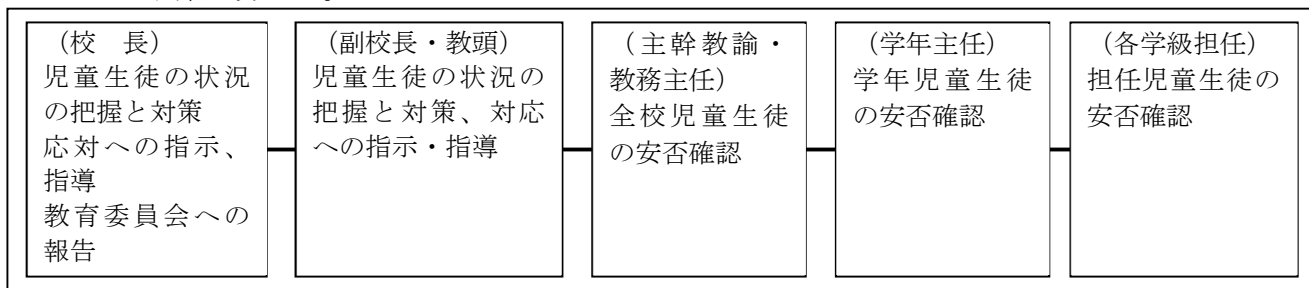 （校　長）
児童生徒の状況
の把握と対策
応対への指示、
指導
教育委員会への
報告
（副校長・教頭）
児童生徒の状況の
把握と対策、対応
への指示・指導
（主幹教諭・
教務主任）
全校児童生徒
の安否確認
（学年主任）
学年児童生徒
の安否確認
（各学級担任）
担任児童生徒の
安否確認